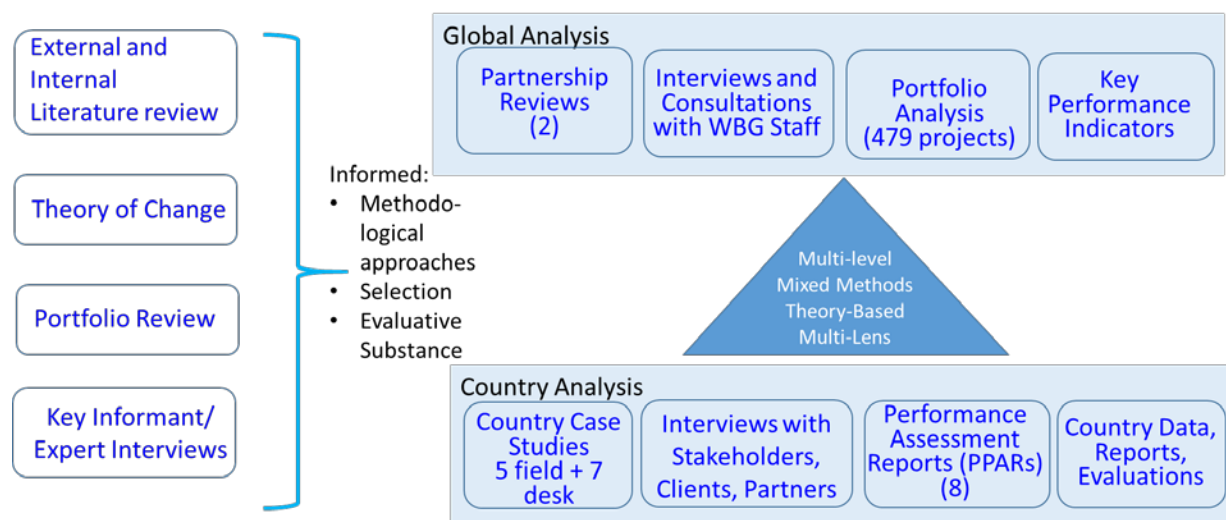 External and
Internal
Literature review
Theory of Change
Portfolio Review
Key Informant/
Expert Interviews
Informed:
• Methodo-
logical
approaches
• Selection
• Evaluative
Substance
Global Analysis
Partnership
Reviews
(2)
Interviews and
Consultations
with WBG Staff
Portfolio
Analysis
(479 projects)
Key
Performance
Indicators
Multi-level
Mixed Methods
Theory-Based
Multi-Lens
Country Analysis
Country Case
Studies
5 field + 7
desk
Interviews with
Stakeholders,
Clients, Partners
Performance
Assessment
Reports (PPARs)
(8)
Country Data,
Reports,
Evaluations